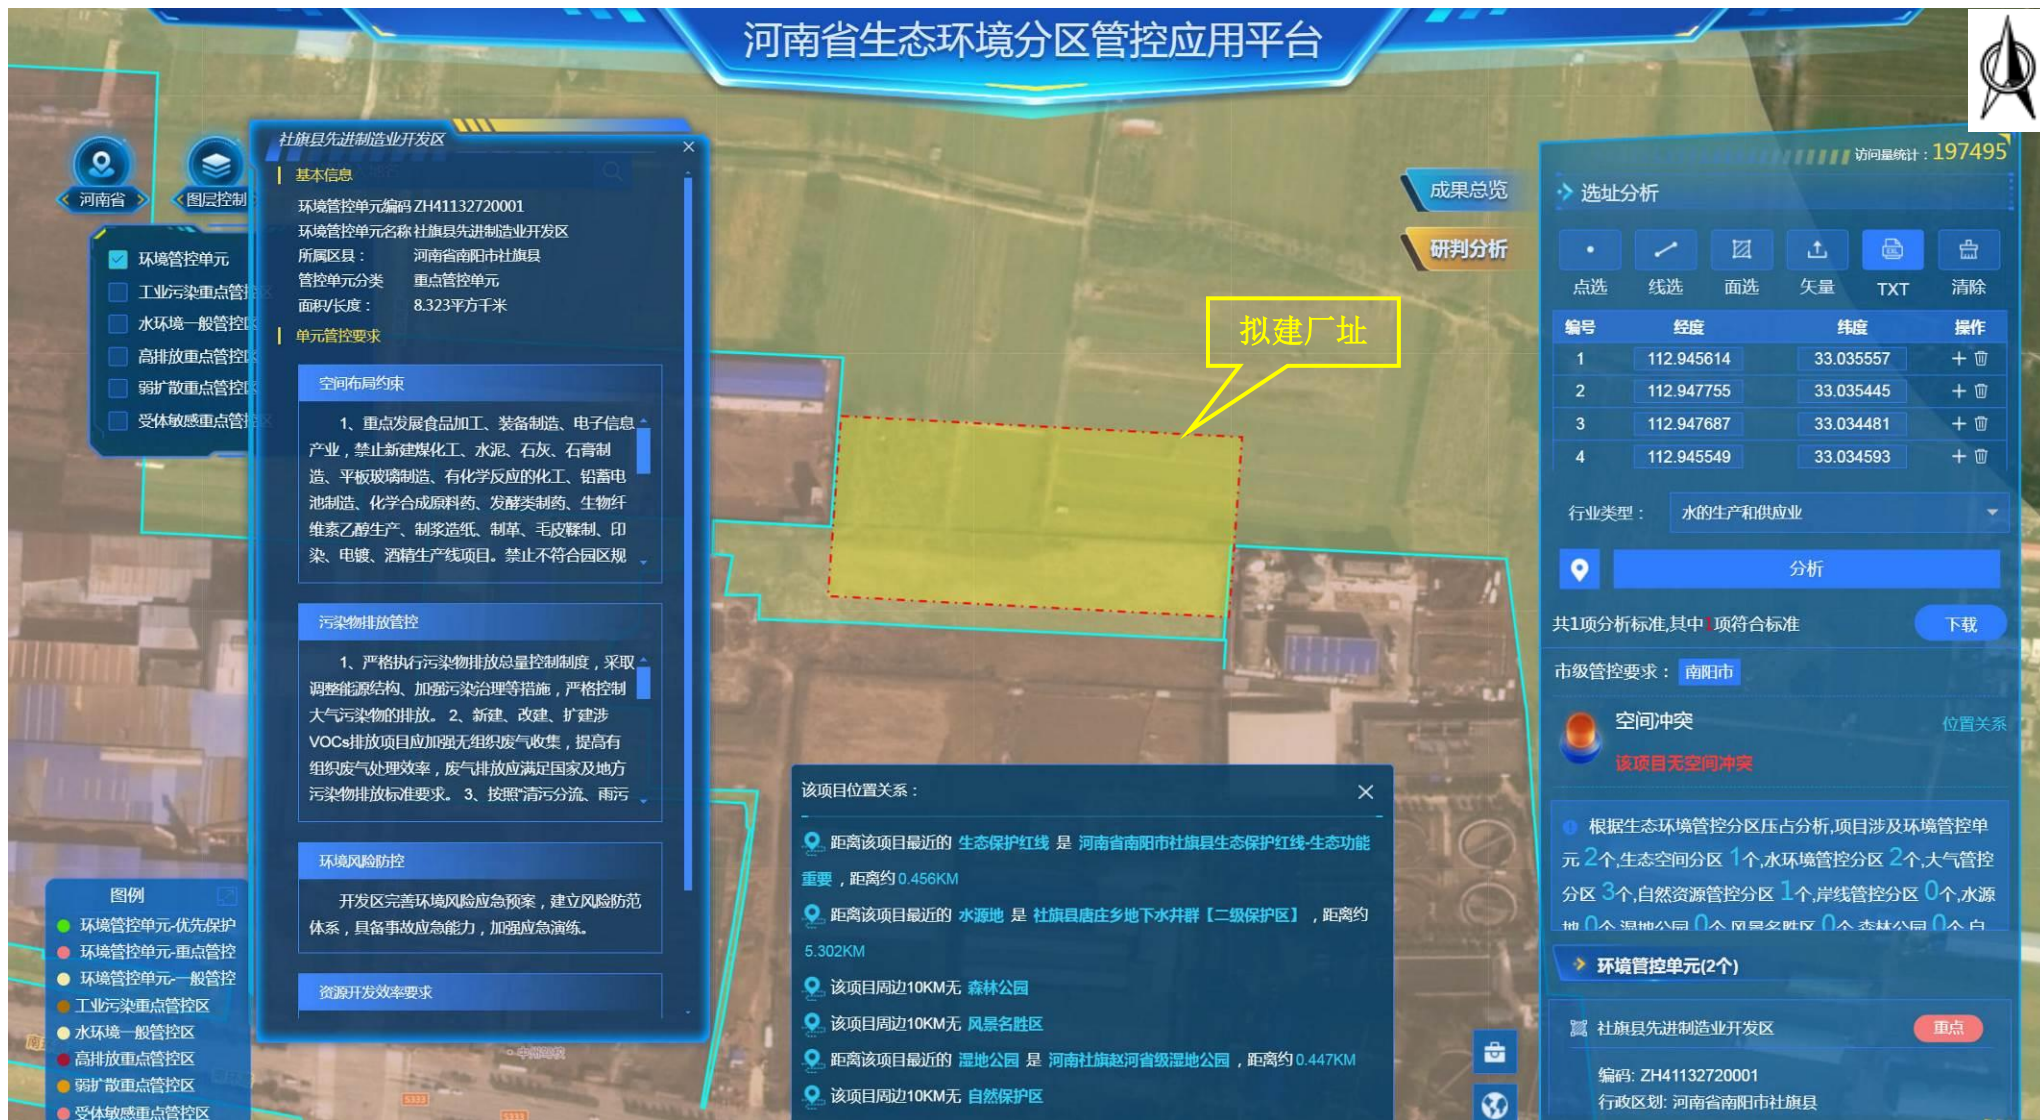 河南省生态环境分区管控应用平台
访问量统计：197495
河南省
图层控制
环境管控单元
工业污染重点管控区
水环境一般管控区
高排放重点管控区
弱扩散重点管控区
受体敏感重点管控区
社旗县先进制造业开发区
基本信息
环境管控单元编码 ZH41132720001
环境管控单元名称 社旗县先进制造业开发区
所属区县： 河南省南阳市社旗县
管控单元分类 重点管控单元
面积/长度： 8.323平方千米
单元管控要求
空间布局约束
1、重点发展食品加工、装备制造、电子信息
产业，禁止新建煤化工、水泥、石灰、石膏制
造、平板玻璃制造、有化学反应的化工、铅蓄电
池制造、化学合成原料药、发酵类制药、生物纤
维素乙醇生产、制浆造纸、制革、毛皮鞣制、印
染、电镀、酒精生产线项目。禁止不符合园区规
污染物排放管控
1、严格执行污染物排放总量控制制度，采取
调整能源结构、加强污染治理等措施，严格控制
大气污染物的排放。 2、新建、改建、扩建涉
VOCs排放项目应加强无组织废气收集，提高有
组织废气处理效率，废气排放应满足国家及地方
污染物排放标准要求。 3、按照“清污分流、雨污
环境风险防控
开发区完善环境风险应急预案，建立风险防范
体系，具备事故应急能力，加强应急演练。
资源开发效率要求
图例
环境管控单元-优先保护
环境管控单元-重点管控
环境管控单元-一般管控
工业污染重点管控区
水环境一般管控区
高排放重点管控区
弱扩散重点管控区
受体敏感重点管控区
拟建厂址
S333
S333
该项目位置关系：
距离该项目最近的 生态保护红线 是 河南省南阳市社旗县生态保护红线-生态功能
重要 ，距离约 0.456KM
距离该项目最近的 水源地 是 社旗县唐庄乡地下水井群【二级保护区】 ，距离约
5.302KM
该项目周边10KM无 森林公园
该项目周边10KM无 风景名胜区
距离该项目最近的 湿地公园 是 河南社旗赵河省级湿地公园 ，距离约 0.447KM
该项目周边10KM无 自然保护区
成果总览
研判分析
选址分析
点选 线选 面选 矢量 TXT 清除
编号 经度 纬度 操作
1 112.945614 33.035557
2 112.947755 33.035445
3 112.947687 33.034481
4 112.945549 33.034593
行业类型： 水的生产和供应业
分析
共1项分析标准,其中1项符合标准 下载
市级管控要求： 南阳市
空间冲突 位置关系
该项目无空间冲突
根据生态环境管控分区压占分析,项目涉及环境管控单
元 2个,生态空间分区 1个,水环境管控分区 2个,大气管控
分区 3个,自然资源管控分区 1个,岸线管控分区 0个,水源
地 0个,湿地公园 0个,风景名胜区 0个,森林公园 0个,自
环境管控单元(2个)
社旗县先进制造业开发区 重点
编码: ZH41132720001
行政区划: 河南省南阳市社旗县